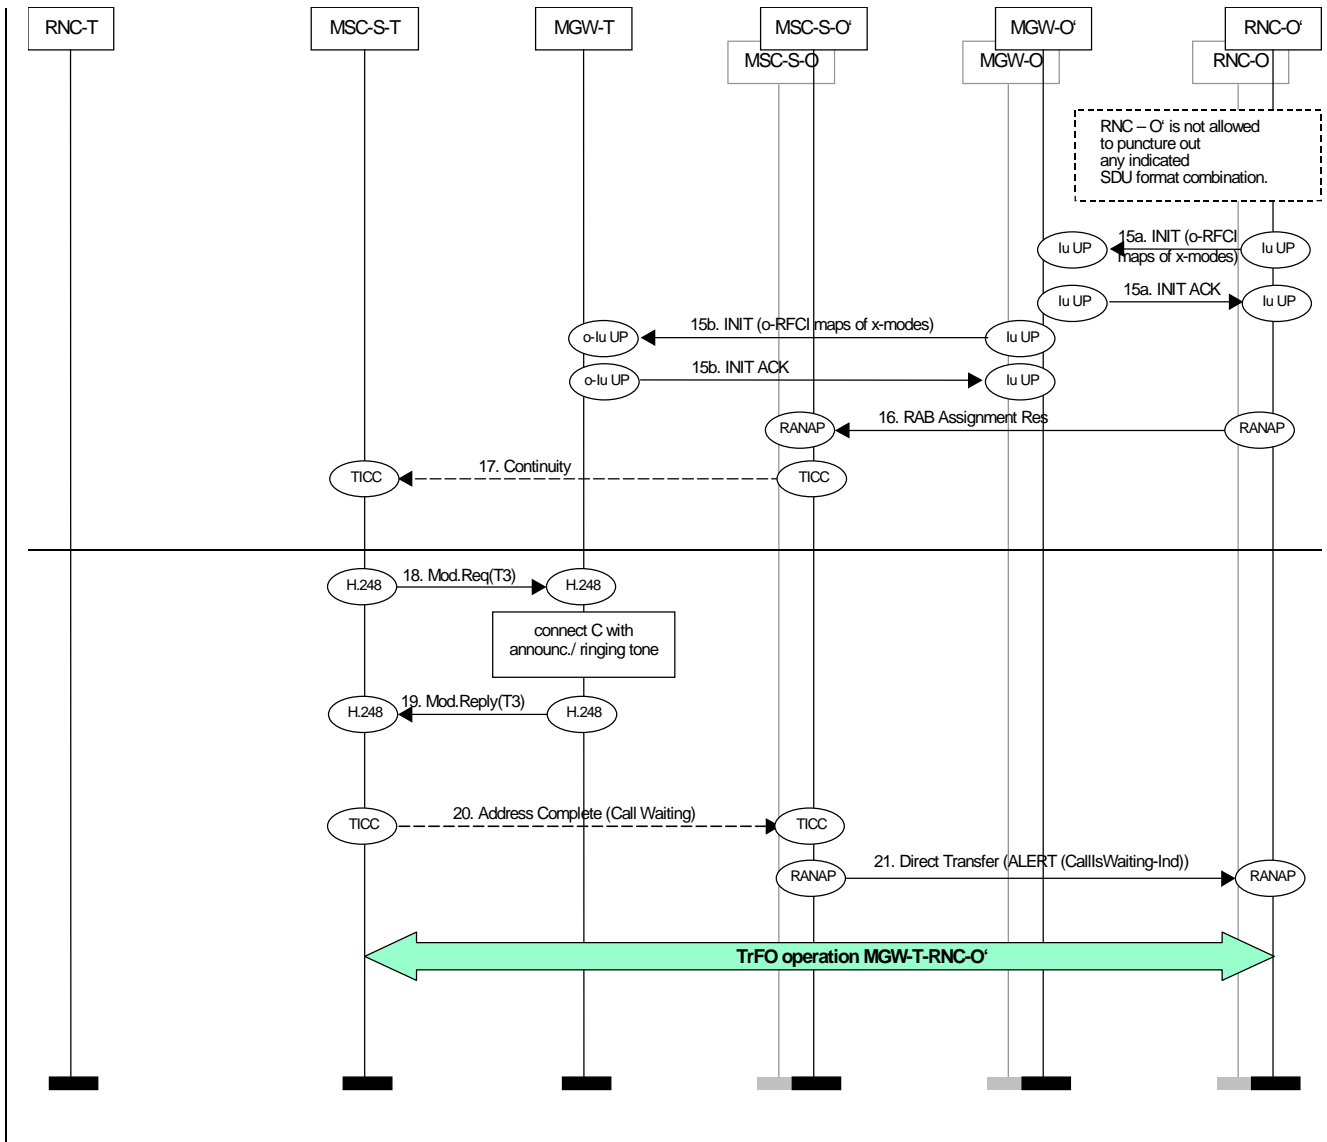 RNC-T
MSC-S-T
MGW-T
MSC-S-O‘
MGW-O‘
RNC-O‘
MSC-S-O
MGW-O
RNC-O
RNC – O‘ is not allowed
to puncture out
any indicated
SDU format combination.
Iu UP
15a. INIT (o-RFCI
maps of x-modes)
Iu UP
Iu UP
15a. INIT ACK
Iu UP
o-Iu UP
15b. INIT (o-RFCI maps of x-modes)
Iu UP
o-Iu UP
15b. INIT ACK
Iu UP
RANAP
16. RAB Assignment Res
RANAP
TICC
17. Continuity
TICC
H.248
18. Mod.Req(T3)
H.248
connect C with
announc./ ringing tone
H.248
19. Mod.Reply(T3)
H.248
TICC
20. Address Complete (Call Waiting)
TICC
RANAP
21. Direct Transfer (ALERT (CallIsWaiting-Ind))
RANAP
TrFO operation MGW-T-RNC-O‘